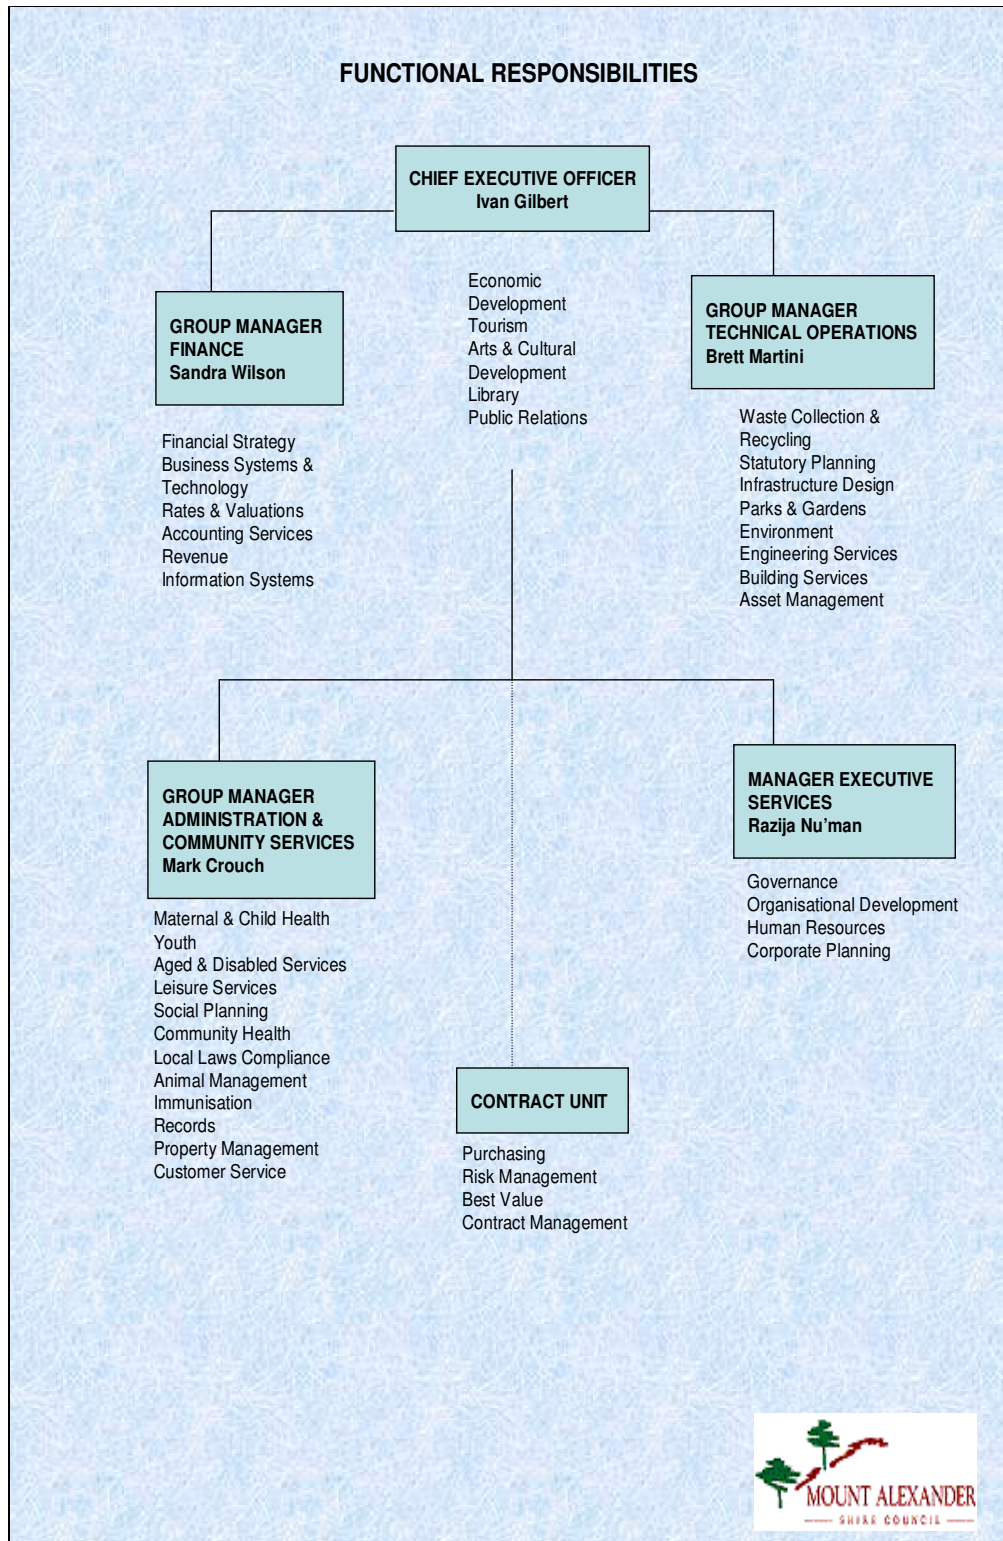 FUNCTIONAL RESPONSIBILITIES
CHIEF EXECUTIVE OFFICER
Ivan Gilbert
Economic
Development
Tourism
Arts & Cultural
Development
Library
Public Relations
GROUP MANAGER
FINANCE
Sandra Wilson
Financial Strategy
Business Systems &
Technology
Rates & Valuations
Accounting Services
Revenue
Information Systems
GROUP MANAGER
TECHNICAL OPERATIONS
Brett Martini
Waste Collection &
Recycling
Statutory Planning
Infrastructure Design
Parks & Gardens
Environment
Engineering Services
Building Services
Asset Management
GROUP MANAGER
ADMINISTRATION &
COMMUNITY SERVICES
Mark Crouch
Maternal & Child Health
Youth
Aged & Disabled Services
Leisure Services
Social Planning
Community Health
Local Laws Compliance
Animal Management
Immunisation
Records
Property Management
Customer Service
MANAGER EXECUTIVE
SERVICES
Razija Nu’man
Governance
Organisational Development
Human Resources
Corporate Planning
CONTRACT UNIT
Purchasing
Risk Management
Best Value
Contract Management
MOUNT ALEXANDER
SHIRE COUNCIL